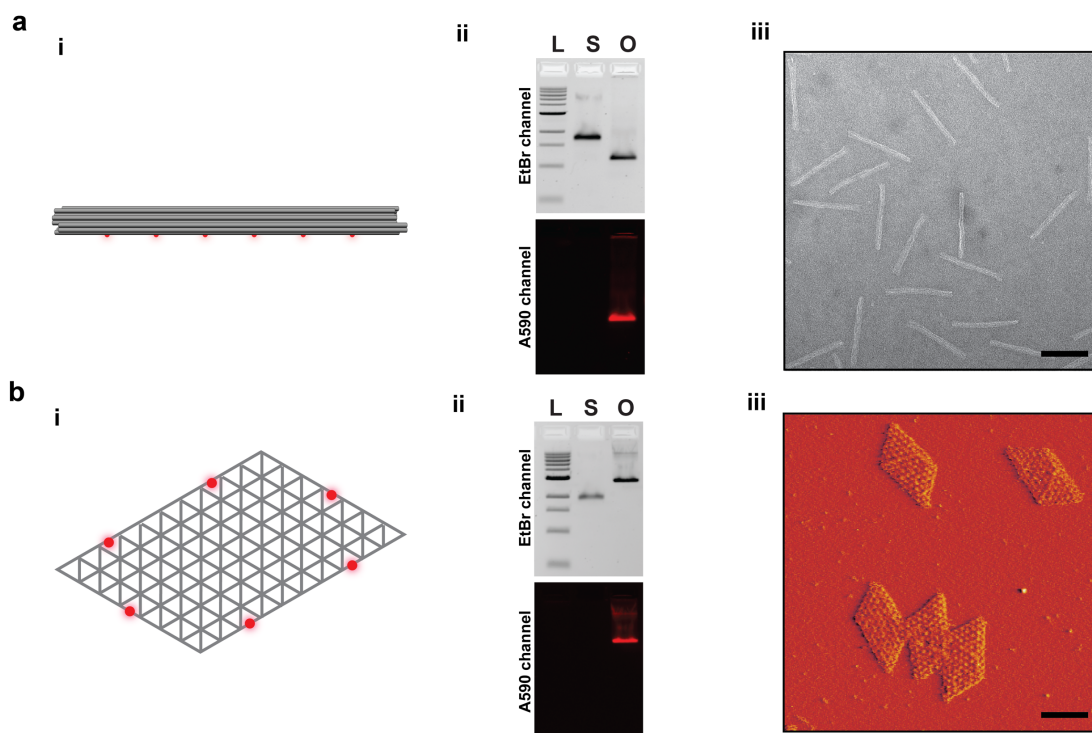 a
i
ii
L S O
EtBr channel
A590 channel
iii
b
i
ii
L S O
EtBr channel
A590 channel
iii